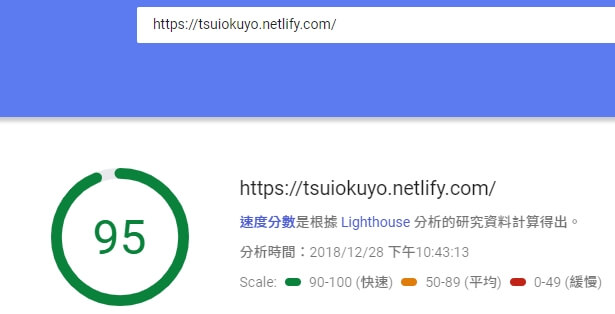 https://tsuiokuyo.netlify.com/
95
https://tsuiokuyo.netlify.com/
速度分數是根據 Lighthouse 分析的研究資料計算得出。
分析時間：2018/12/28 下午10:43:13
Scale: 90-100 (快速) 50-89 (平均) 0-49 (緩慢)